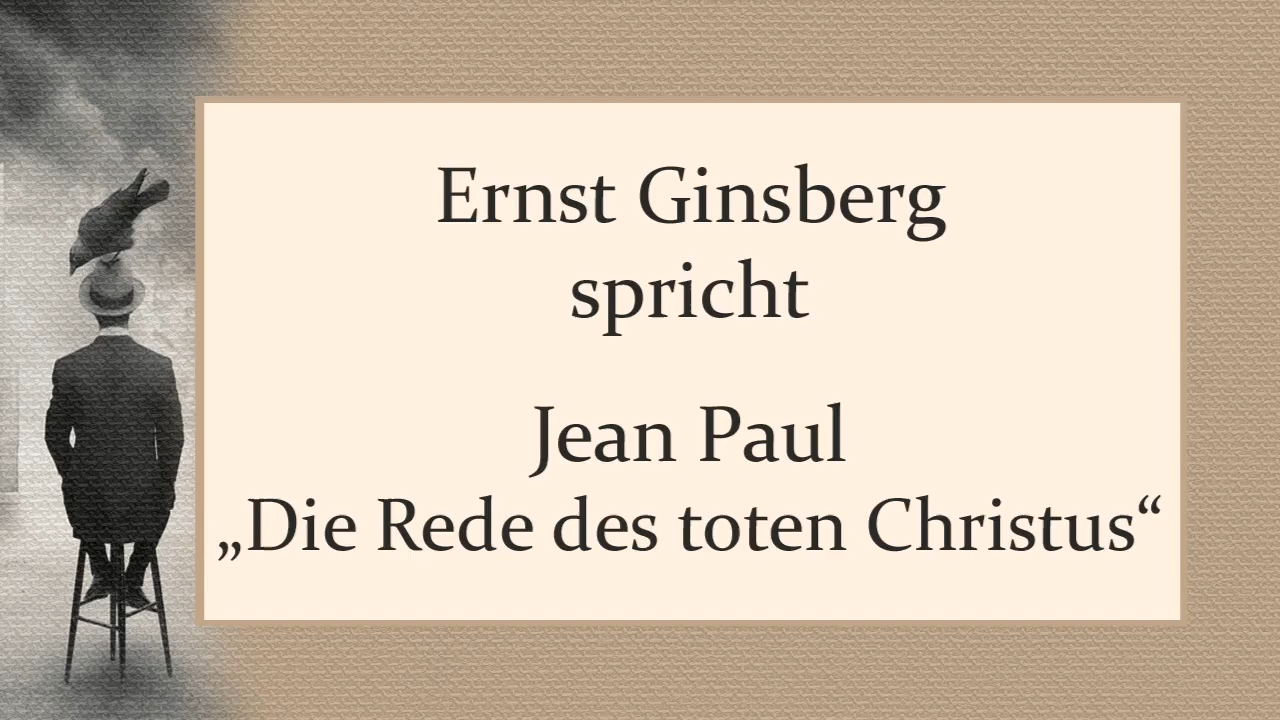 Ernst Ginsberg
spricht
Jean Paul
„Die Rede des toten Christus“